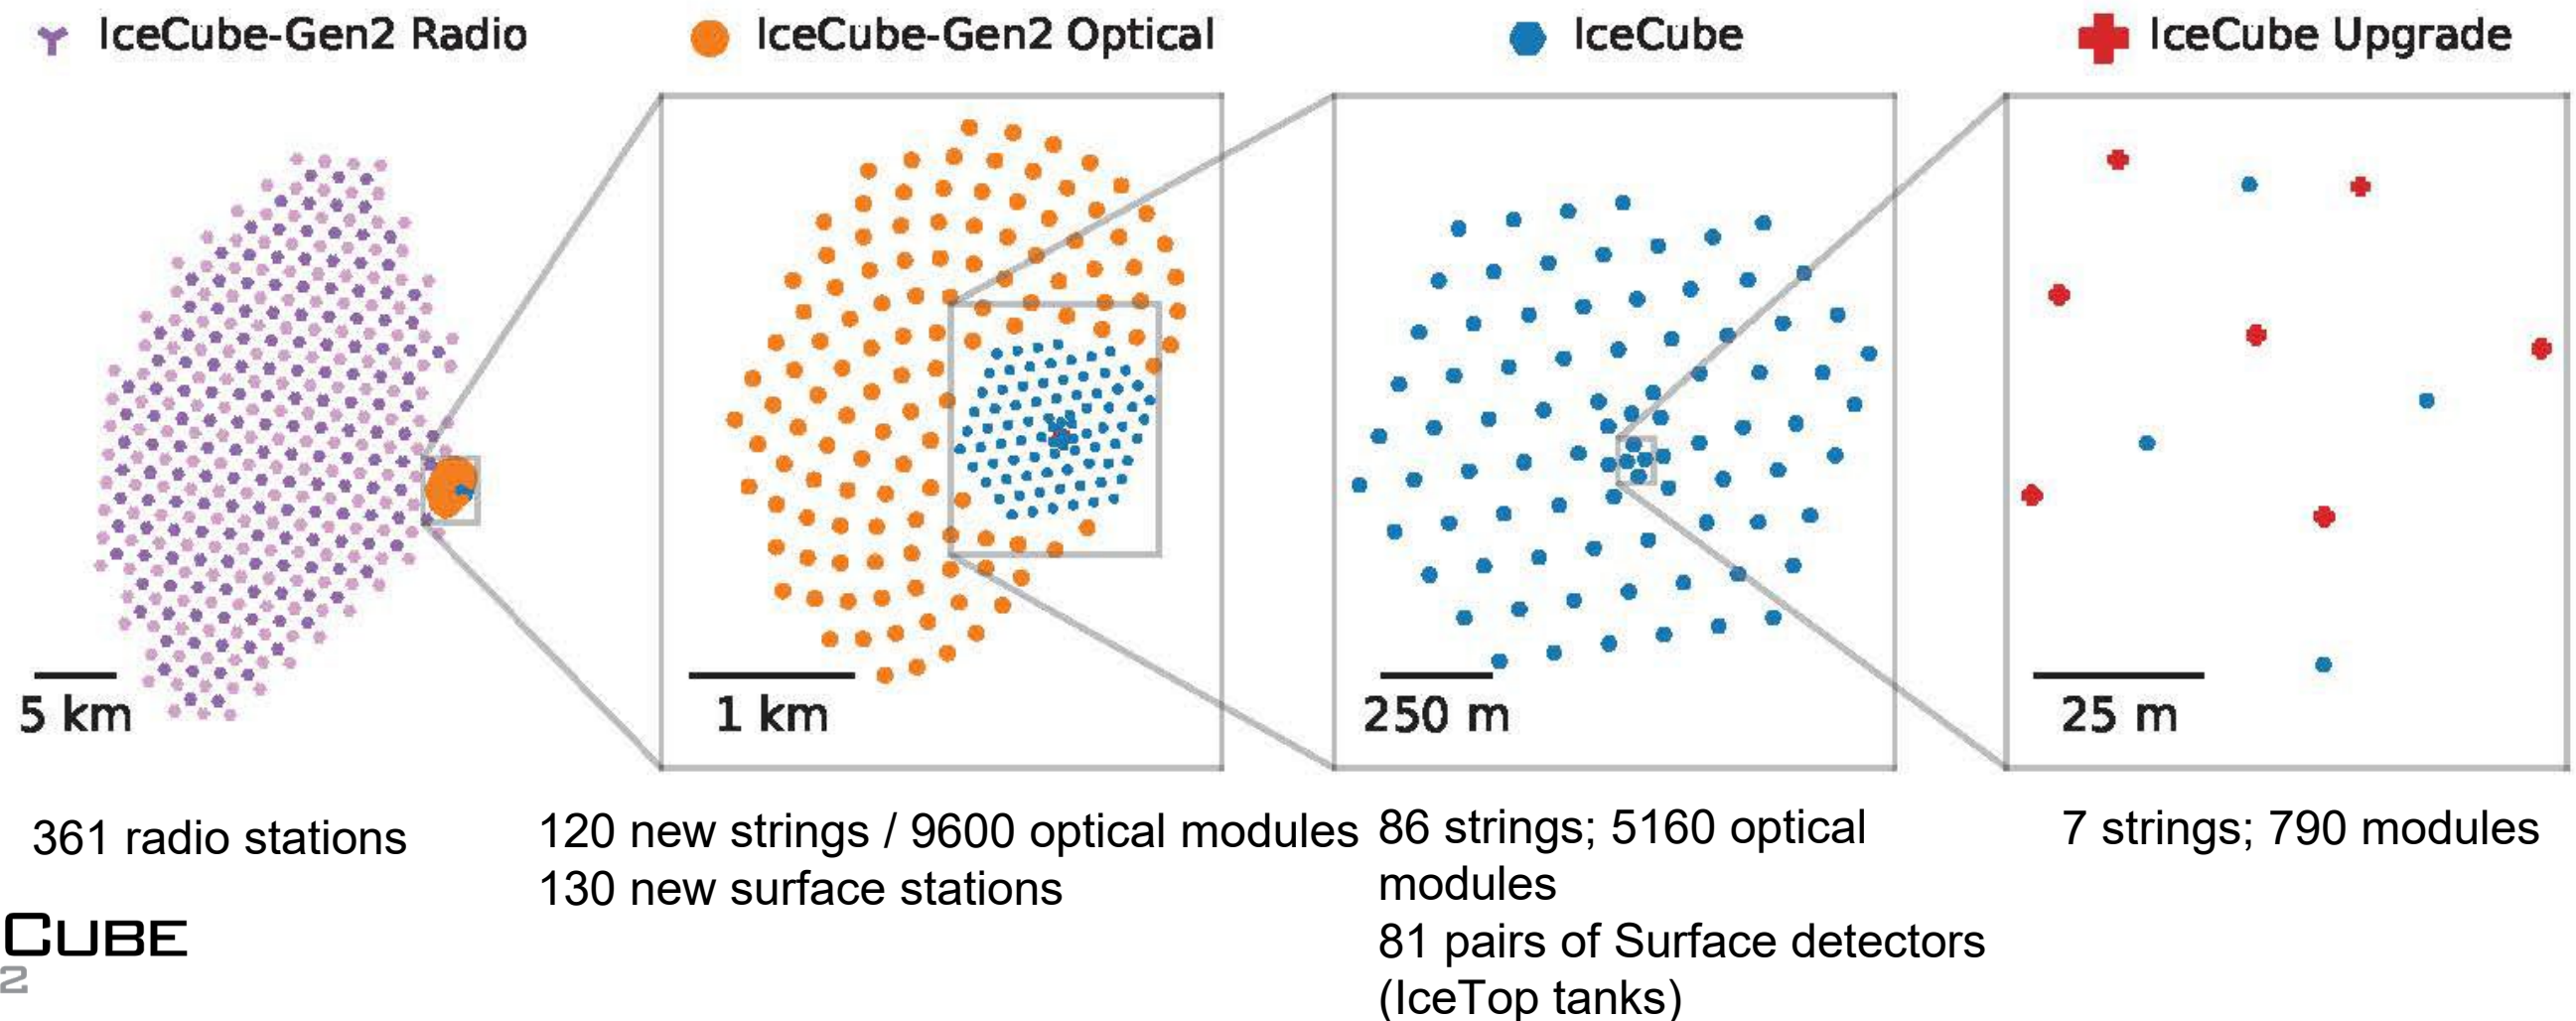 IceCube-Gen2 Radio
IceCube-Gen2 Optical
IceCube
IceCube Upgrade
5 km
1 km
250 m
25 m
361 radio stations
120 new strings / 9600 optical modules
130 new surface stations
86 strings; 5160 optical
modules
81 pairs of Surface detectors
(IceTop tanks)
7 strings; 790 modules
CUBE
2